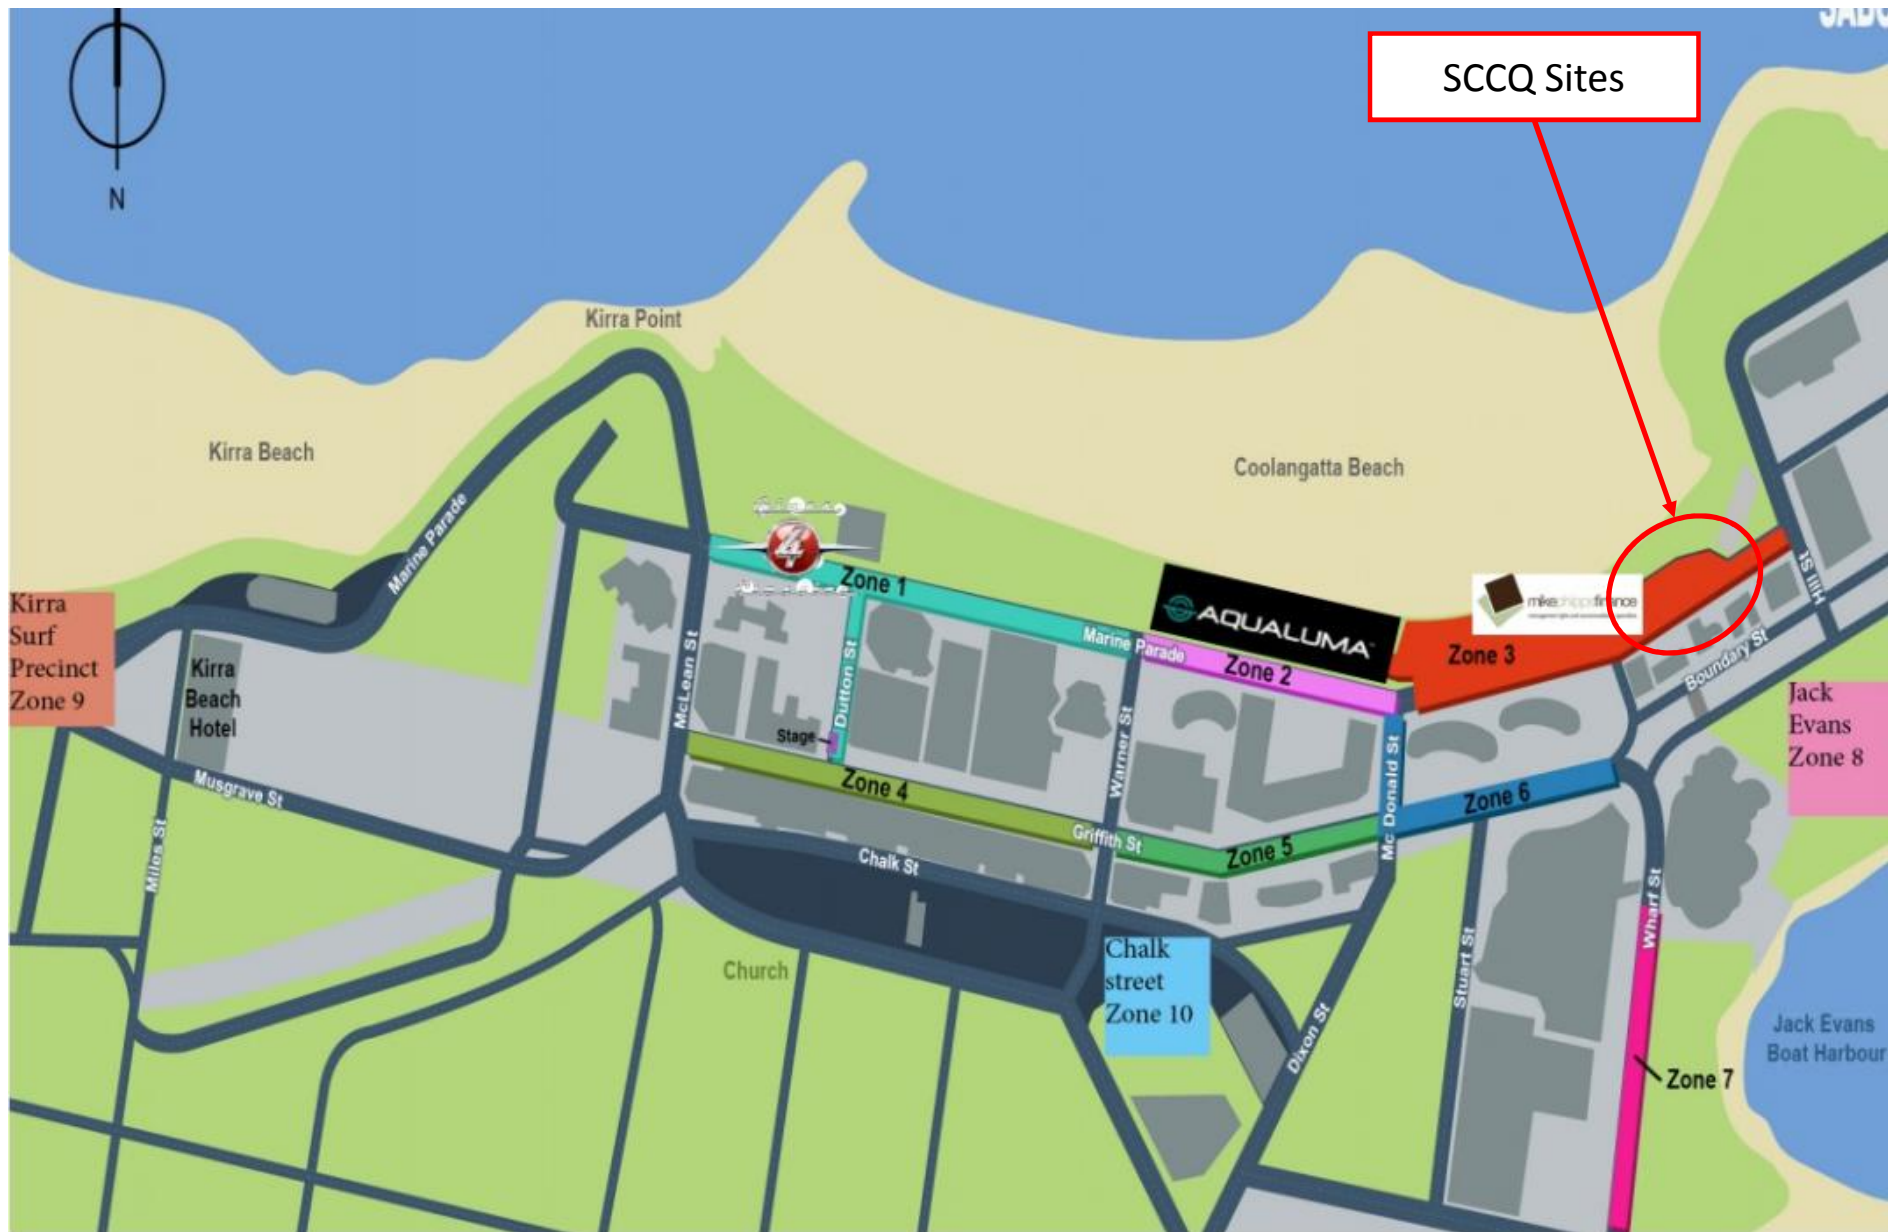 SCCQ Sites
N
Kirra Point
Kirra Beach
Coolangatta Beach
Marine Parade
Zone 1
AQUALUMA
mikephippsfinance
Zone 3
Hill St
Boundary St
Kirra
Surf
Precinct
Zone 9
Kirra
Beach
Hotel
McLean St
Dutton St
Stage
Marine Parade
Zone 2
Warner St
Mc Donald St
Jack
Evans
Zone 8
Musgrave St
Miles St
Zone 4
Griffith St
Zone 5
Zone 6
Chalk St
Church
Wharf St
Stuart St
Chalk
street
Zone 10
Dixon St
Jack Evans
Boat Harbour
Zone 7